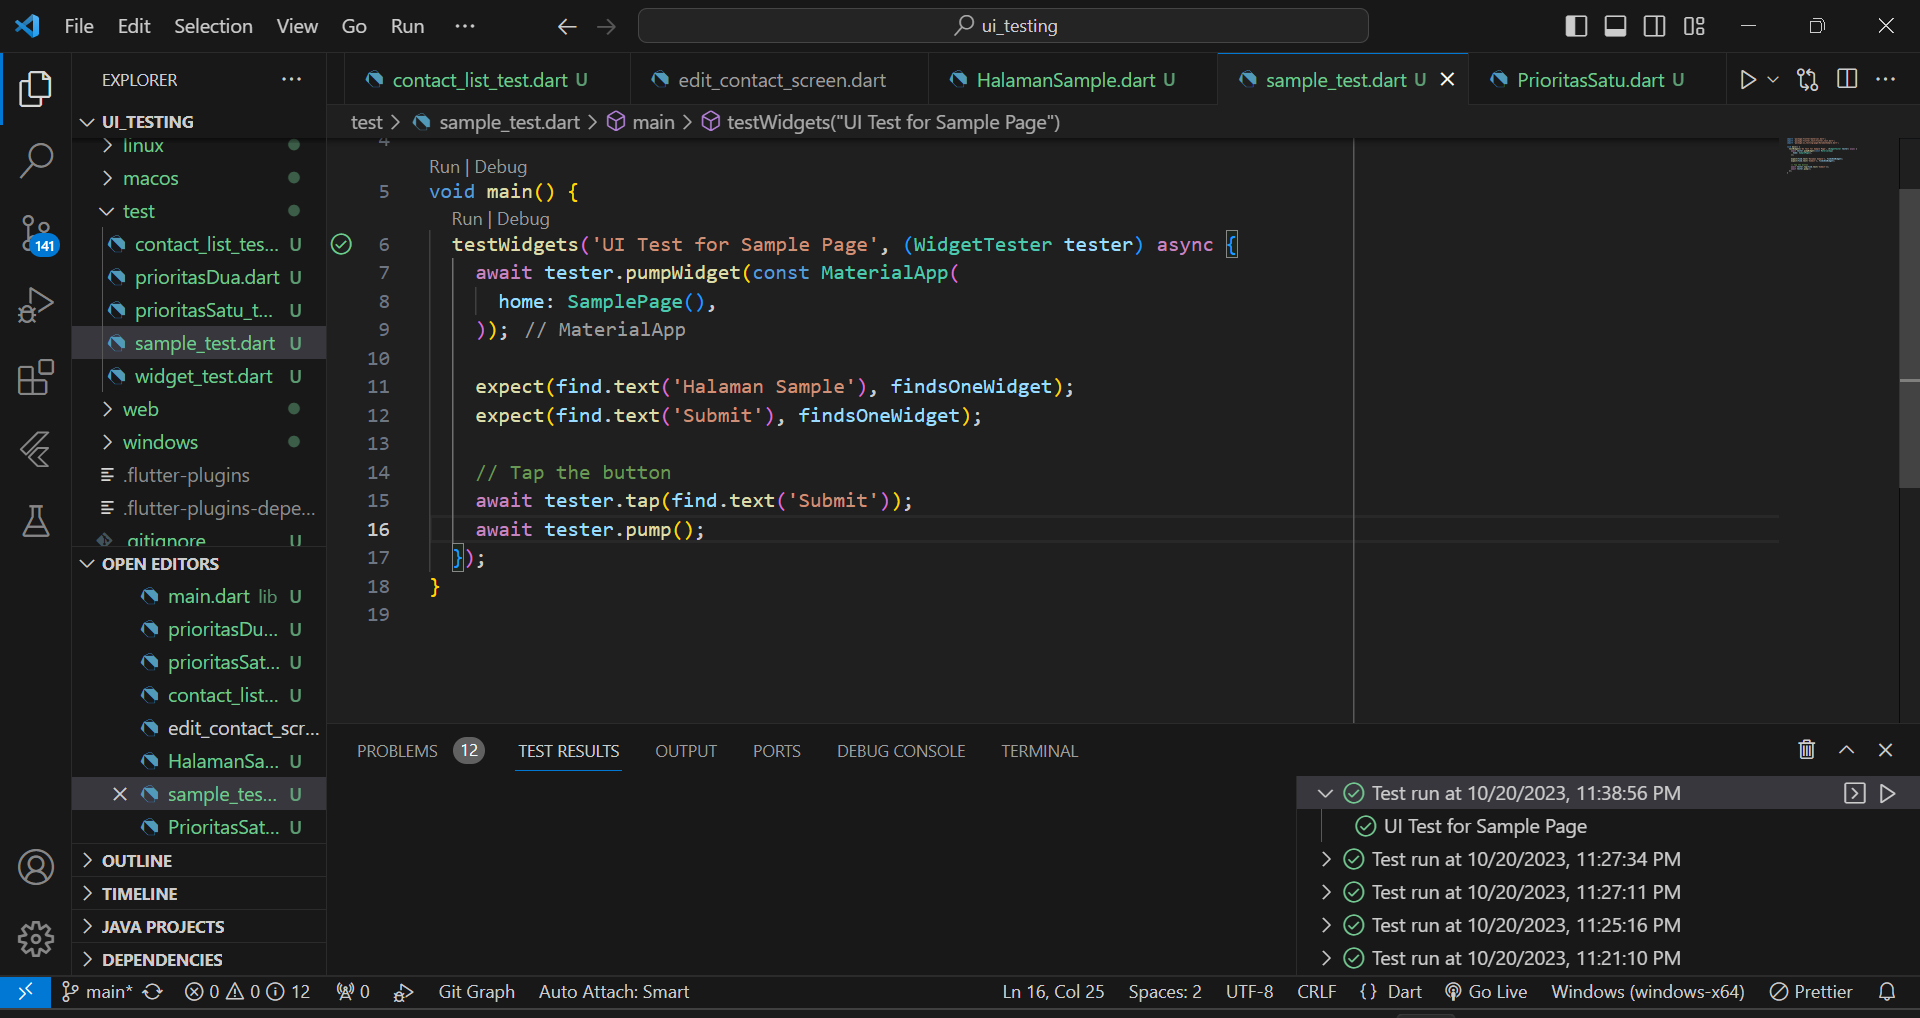 File Edit Selection View Go Run ···
ui_testing
EXPLORER ···
contact_list_test.dart U
edit_contact_screen.dart
HalamanSample.dart U
sample_test.dart U
PrioritasSatu.dart U
test > sample_test.dart > main > testWidgets("UI Test for Sample Page")
UI_TESTING
linux
macos
test
contact_list_tes... U
prioritasDua.dart U
prioritasSatu_t... U
sample_test.dart U
widget_test.dart U
web
windows
.flutter-plugins
.flutter-plugins-depe...
.gitignore U
141
OPEN EDITORS
main.dart lib U
prioritasDu... U
prioritasSat... U
contact_list... U
edit_contact_scr...
HalamanSa... U
sample_tes... U
PrioritasSat... U
OUTLINE
TIMELINE
JAVA PROJECTS
DEPENDENCIES
4
Run | Debug
5 void main() {
Run | Debug
6 testWidgets('UI Test for Sample Page', (WidgetTester tester) async {
7 await tester.pumpWidget(const MaterialApp(
8 home: SamplePage(),
9 )); // MaterialApp
10
11 expect(find.text('Halaman Sample'), findsOneWidget);
12 expect(find.text('Submit'), findsOneWidget);
13
14 // Tap the button
15 await tester.tap(find.text('Submit'));
16 await tester.pump();
17 });
18 }
19
PROBLEMS 12 TEST RESULTS OUTPUT PORTS DEBUG CONSOLE TERMINAL
Test run at 10/20/2023, 11:38:56 PM
UI Test for Sample Page
Test run at 10/20/2023, 11:27:34 PM
Test run at 10/20/2023, 11:27:11 PM
Test run at 10/20/2023, 11:25:16 PM
Test run at 10/20/2023, 11:21:10 PM
main* 0 0 12 0 Git Graph Auto Attach: Smart Ln 16, Col 25 Spaces: 2 UTF-8 CRLF {} Dart Go Live Windows (windows-x64) Prettier